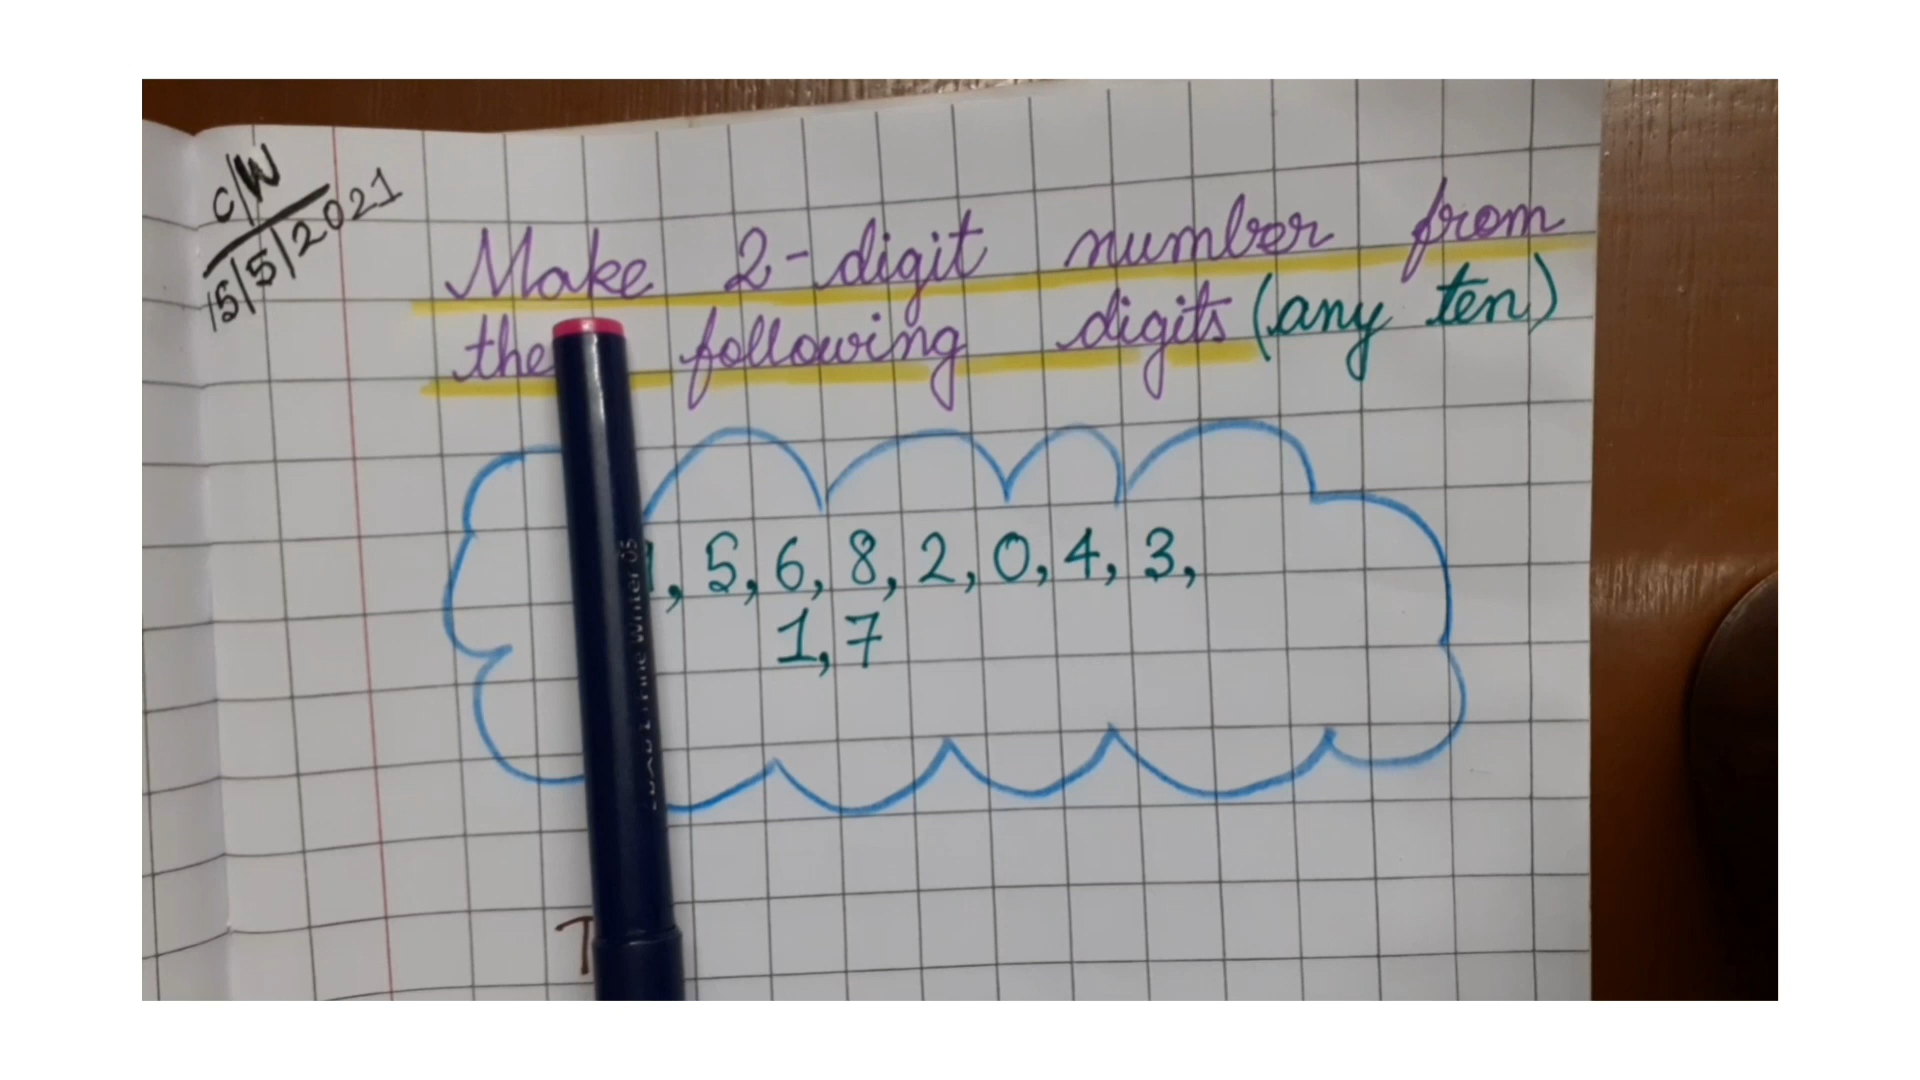 C/W
15/5/2021
Make 2-digit number from
the following digits (any ten)
5, 6, 8, 2, 0, 4, 3,
1, 7
T